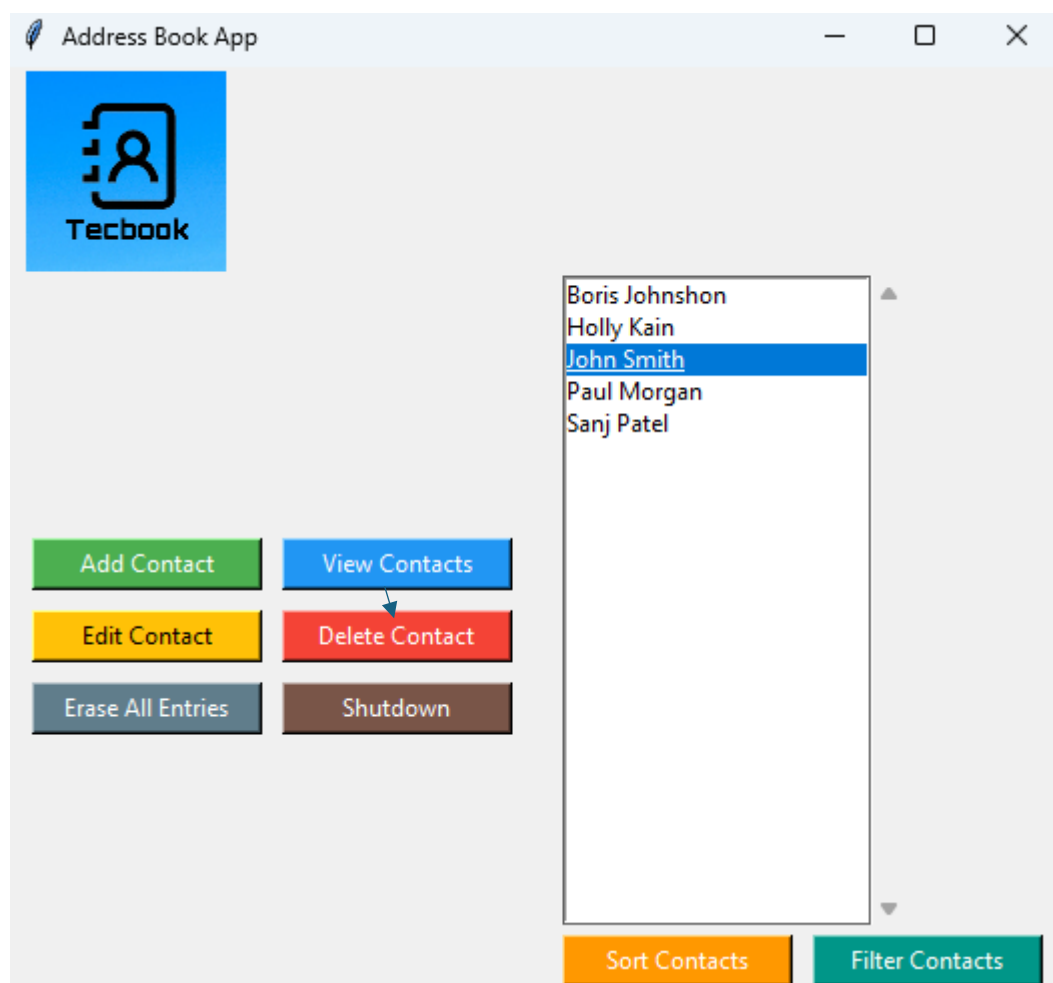 Address Book App
Tecbook
Boris Johnshon
Holly Kain
John Smith
Paul Morgan
Sanj Patel
Add Contact
View Contacts
Edit Contact
Delete Contact
Erase All Entries
Shutdown
Sort Contacts
Filter Contacts